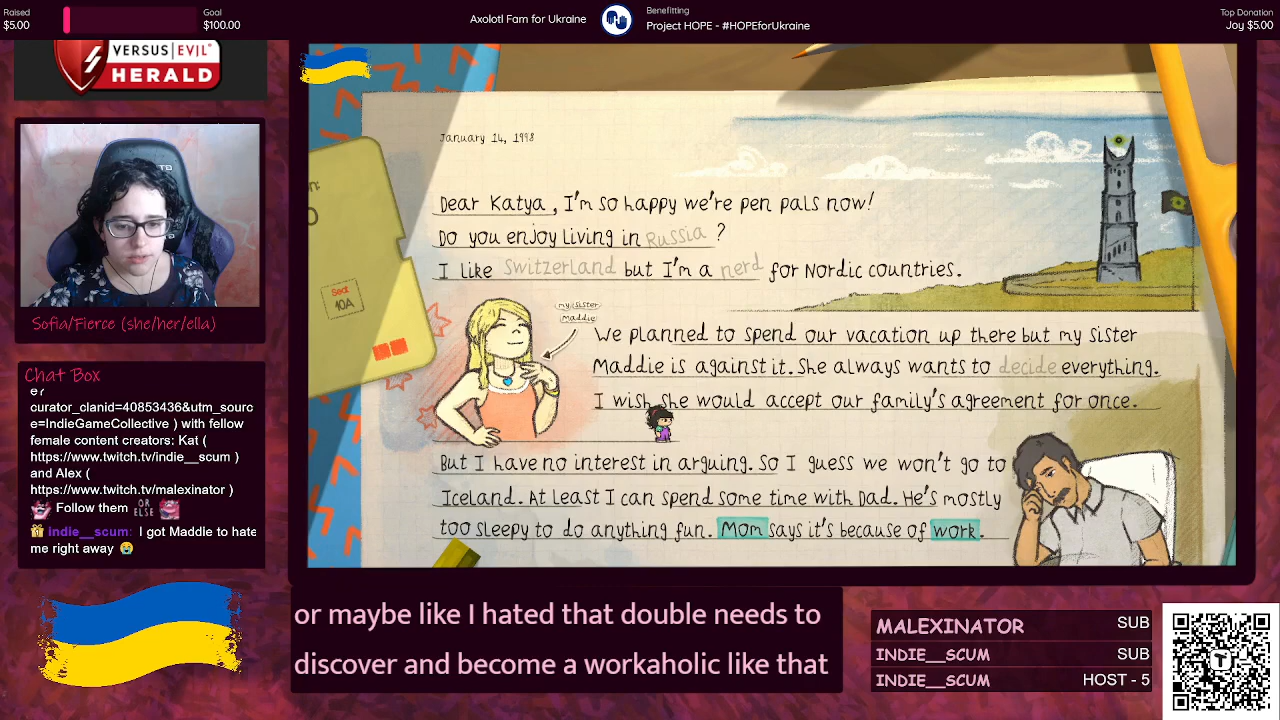 Raised
$5.00
Goal
$100.00
Axolotl Fam for Ukraine
Benefitting
Project HOPE - #HOPEforUkraine
Top Donation
Joy $5.00
VERSUS EVIL
HERALD
January 14, 1998
Dear Katya, I'm so happy we're pen pals now!
Do you enjoy living in Russia ?
I like Switzerland but I'm a nerd for Nordic countries.
Seat
10A
my sister
Maddie
We planned to spend our vacation up there but my sister
Maddie is against it. She always wants to decide everything.
I wish she would accept our family's agreement for once.
But I have no interest in arguing. So I guess we won't go to
Iceland. At least I can spend some time with Dad. He's mostly
too sleepy to do anything fun. Mom says it's because of work.
Sofia/Fierce (she/her/ella)
Chat Box
curator_clanid=40853436&utm_sourc
e=IndieGameCollective ) with fellow
female content creators: Kat (
https://www.twitch.tv/indie__scum )
and Alex (
https://www.twitch.tv/malexinator )
Follow them OR ELSE
indie__scum: I got Maddie to hate
me right away
or maybe like I hated that double needs to
discover and become a workaholic like that
MALEXINATOR SUB
INDIE__SCUM SUB
INDIE__SCUM HOST - 5
T